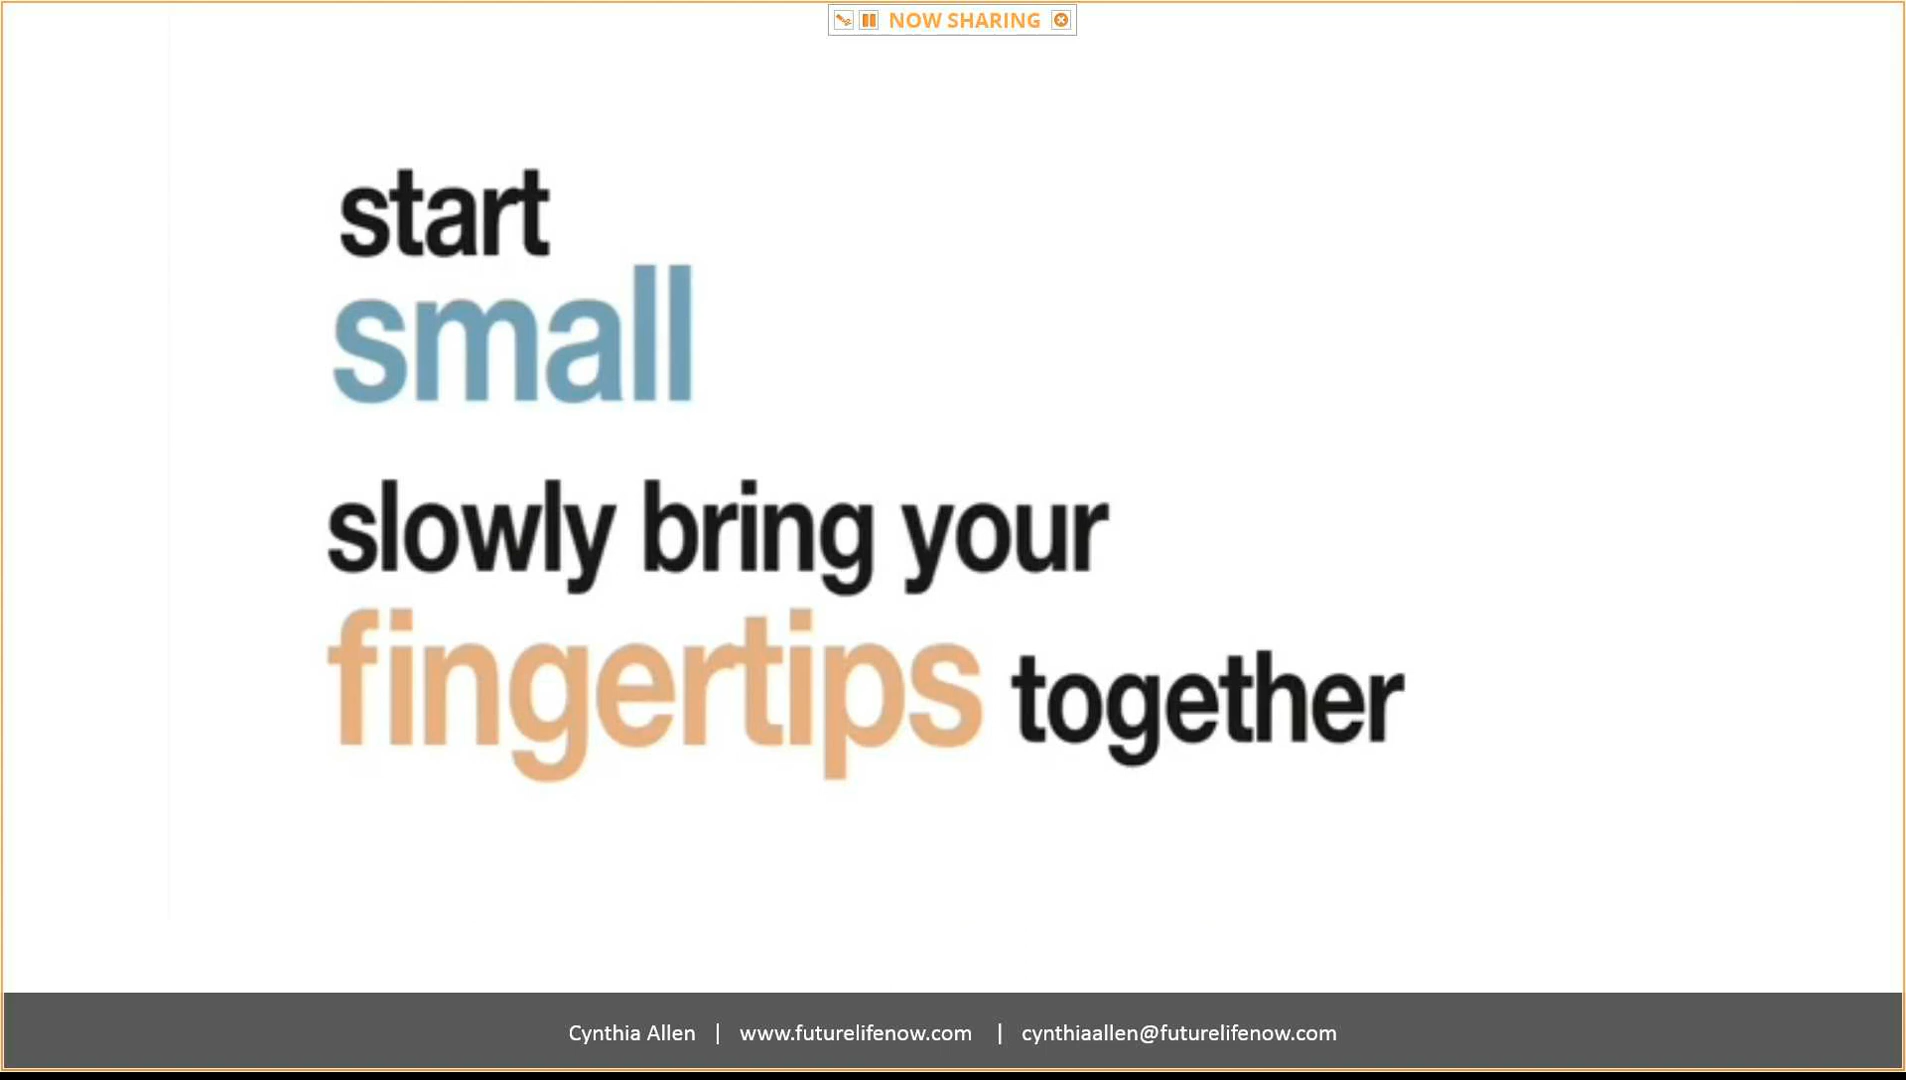 NOW SHARING
start
small
slowly bring your
fingertips together
Cynthia Allen | www.futurelifenow.com | cynthiaallen@futurelifenow.com